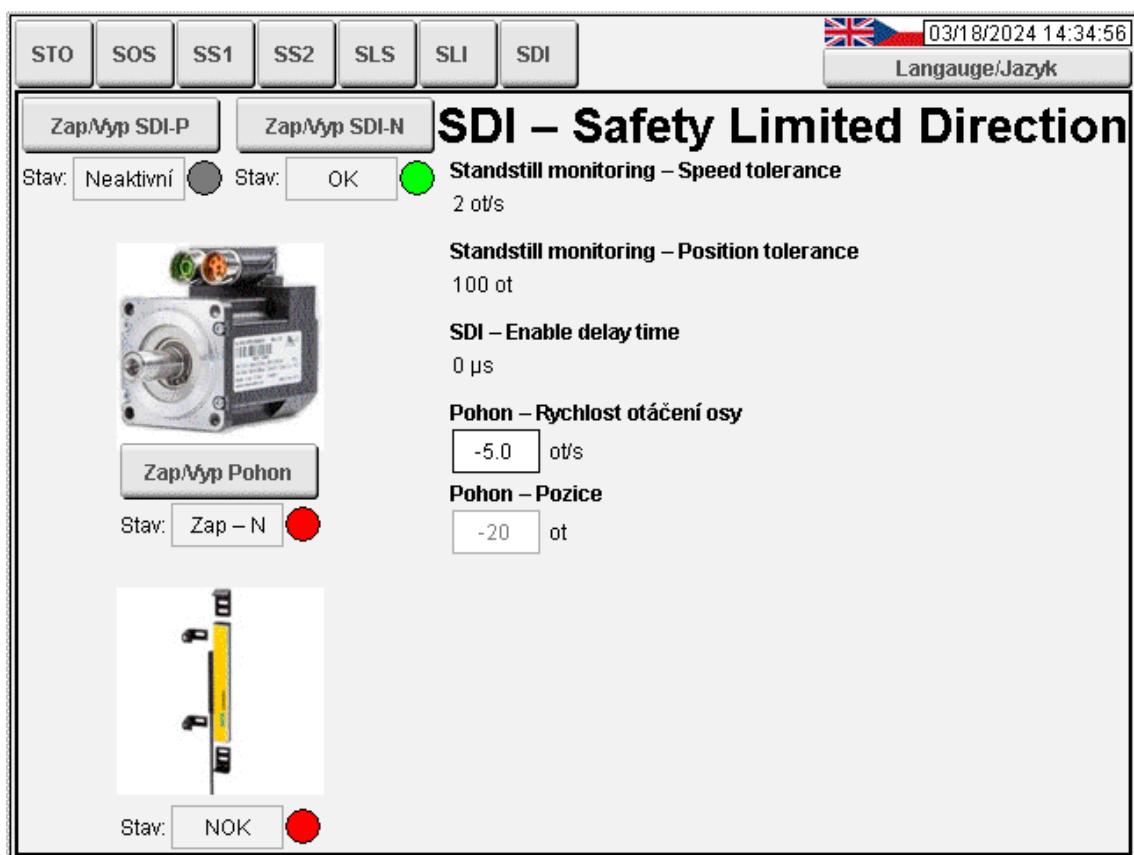 STO SOS SS1 SS2 SLS SLI SDI
03/18/2024 14:34:56
Langauge/Jazyk
Zap/Vyp SDI-P Zap/Vyp SDI-N
Stav: Neaktivní Stav: OK
SDI – Safety Limited Direction
Standstill monitoring – Speed tolerance
2 ot/s
Standstill monitoring – Position tolerance
100 ot
SDI – Enable delay time
0 µs
Pohon – Rychlost otáčení osy
-5.0 ot/s
Pohon – Pozice
-20 ot
Zap/Vyp Pohon
Stav: Zap – N
Stav: NOK